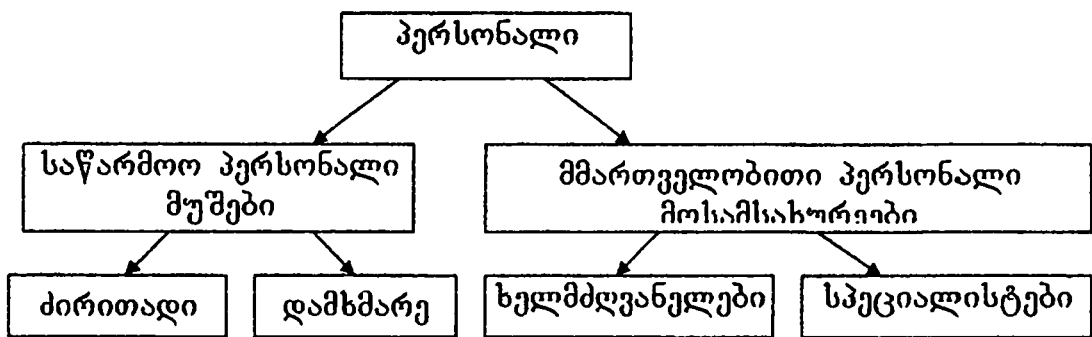 პერსონალი
საწარმოო პერსონალი
მუშები
მმართველობითი პერსონალი
მოსამსახურეები
ძირითადი
დამხმარე
ხელმძღვანელები
სპეციალისტები